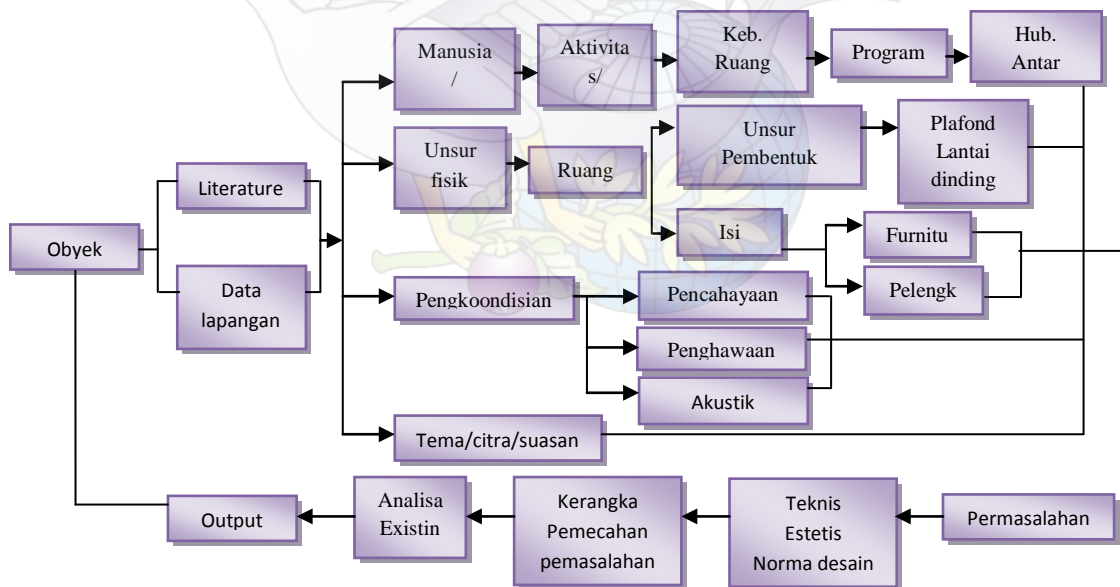 Manusia
/
Aktivita
s/
Keb.
Ruang
Program
Hub.
Antar
Unsur
fisik
Ruang
Unsur
Pembentuk
Plafond
Lantai
dinding
Literature
Isi
Furnitu
Obyek
Data
lapangan
Pengkoondisian
Pencahayaan
Pelengk
Penghawaan
Akustik
Tema/citra/suasan
Output
Analisa
Existin
Kerangka
Pemecahan
pemasalahan
Teknis
Estetis
Norma desain
Permasalahan